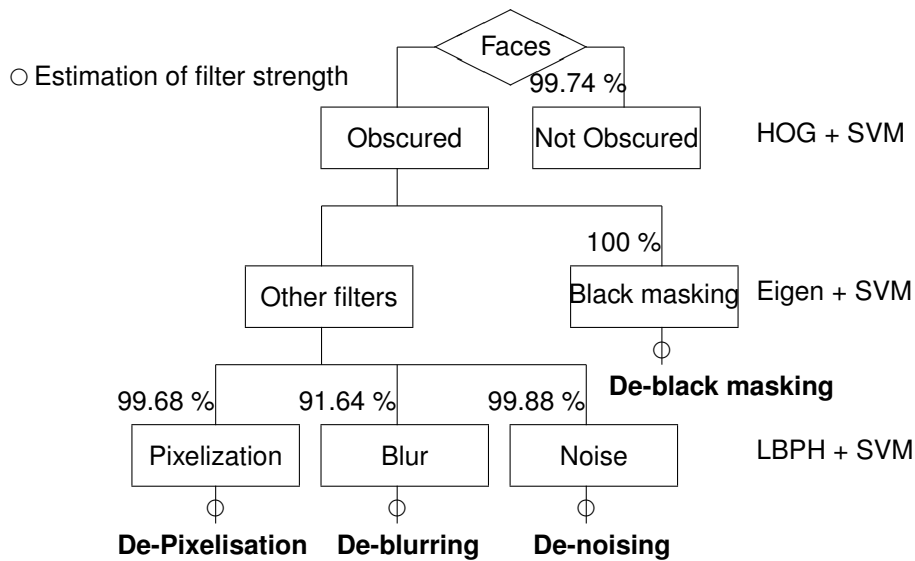 Faces
○ Estimation of filter strength
99.74 %
Obscured
Not Obscured
HOG + SVM
100 %
Other filters
Black masking
Eigen + SVM
De-black masking
99.68 %
91.64 %
99.88 %
Pixelization
Blur
Noise
LBPH + SVM
De-Pixelisation
De-blurring
De-noising